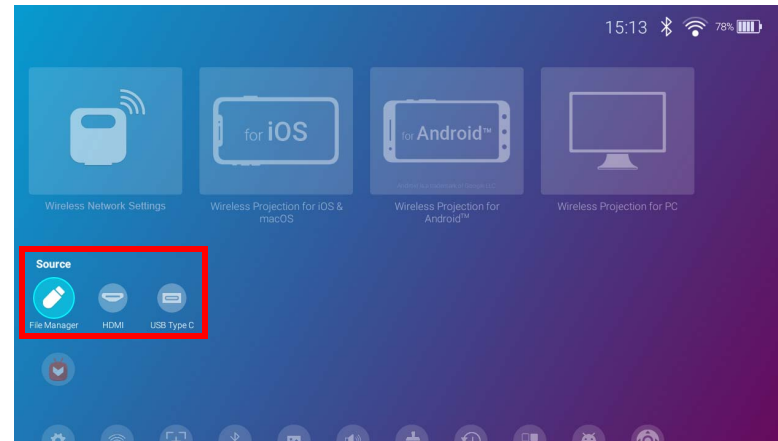 15:13 78%
for iOS
for Android™
Wireless Network Settings
Wireless Projection for iOS &
macOS
Wireless Projection for
Android™
Wireless Projection for PC
Source
File Manager
HDMI
USB Type C